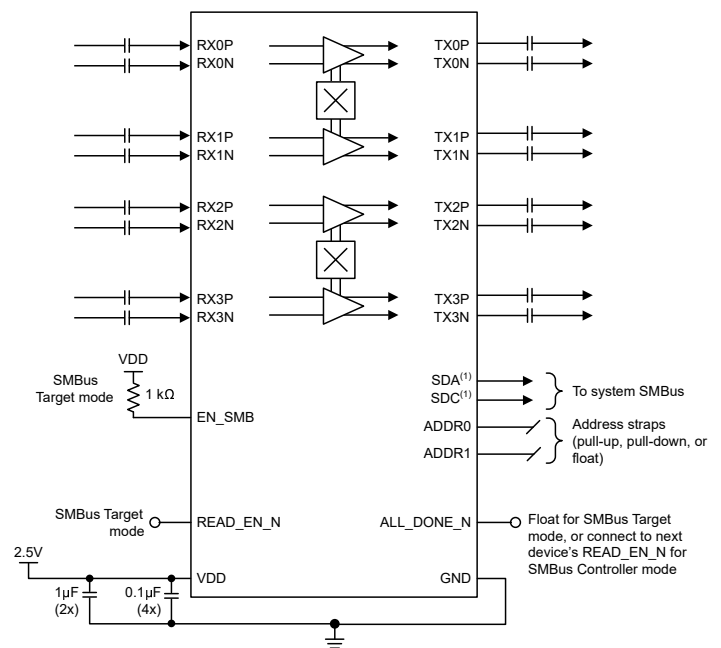 RX0P
RX0N
TX0P
TX0N
RX1P
RX1N
TX1P
TX1N
RX2P
RX2N
TX2P
TX2N
RX3P
RX3N
TX3P
TX3N
VDD
SMBus
Target mode
1 kΩ
EN_SMB
SDA(1)
SDC(1)
To system SMBus
ADDR0
ADDR1
Address straps
(pull-up, pull-down, or
float)
SMBus Target
mode
READ_EN_N
ALL_DONE_N
Float for SMBus Target
mode, or connect to next
device's READ_EN_N for
SMBus Controller mode
2.5V
VDD
GND
1µF
(2x)
0.1µF
(4x)